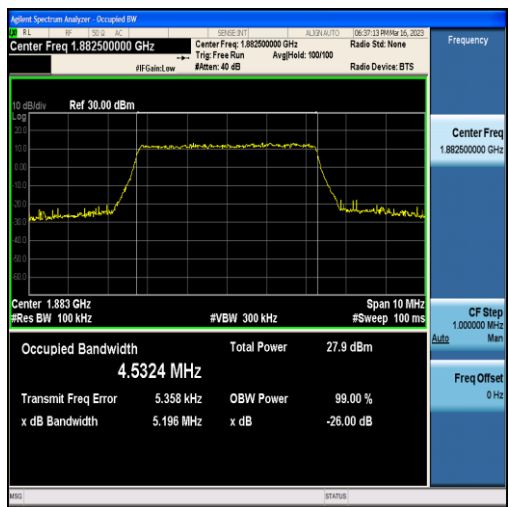 Agilent Spectrum Analyzer - Occupied BW
RL RF 50 Ω AC SENSE:INT ALIGN AUTO 06:37:13 PM Mar 16, 2023
Center Freq 1.882500000 GHz
Center Freq: 1.882500000 GHz Radio Std: None
Trig: Free Run Avg|Hold: 100/100
#IFGain:Low #Atten: 40 dB Radio Device: BTS
10 dB/div Ref 30.00 dBm
Log
20.0
10.0
0.00
-10.0
-20.0
-30.0
-40.0
-50.0
-60.0
Center 1.883 GHz Span 10 MHz
#Res BW 100 kHz #VBW 300 kHz #Sweep 100 ms
Occupied Bandwidth Total Power 27.9 dBm
4.5324 MHz
Transmit Freq Error 5.358 kHz OBW Power 99.00 %
x dB Bandwidth 5.196 MHz x dB -26.00 dB
Frequency
Center Freq
1.882500000 GHz
CF Step
1.000000 MHz
Auto Man
Freq Offset
0 Hz
MSG STATUS